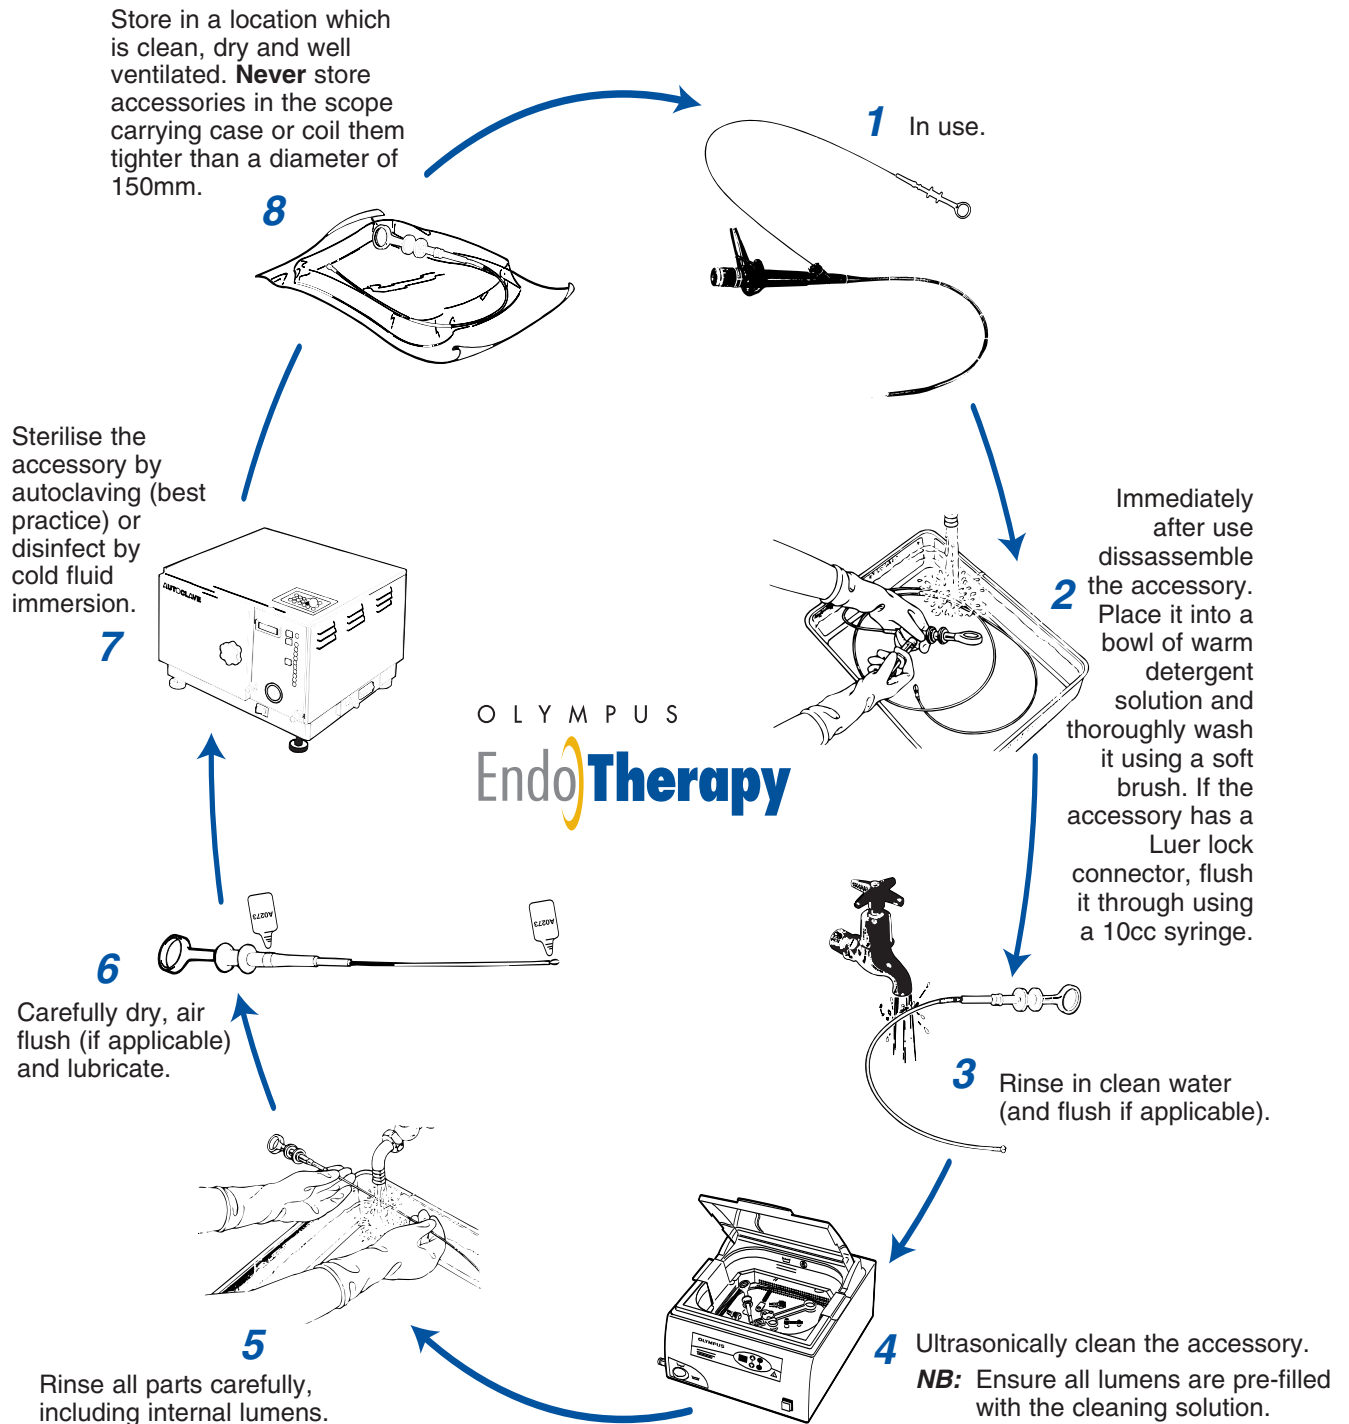 Store in a location which
is clean, dry and well
ventilated. Never store
accessories in the scope
carrying case or coil them
tighter than a diameter of
150mm.
8
1 In use.
Immediately
after use
dissassemble
2 the accessory.
Place it into a
bowl of warm
detergent
solution and
thoroughly wash
it using a soft
brush. If the
accessory has a
Luer lock
connector, flush
it through using
a 10cc syringe.
3 Rinse in clean water
(and flush if applicable).
4 Ultrasonically clean the accessory.
NB: Ensure all lumens are pre-filled
with the cleaning solution.
OLYMPUS
5
Rinse all parts carefully,
including internal lumens.
6
Carefully dry, air
flush (if applicable)
and lubricate.
A0273
A0273
Sterilise the
accessory by
autoclaving (best
practice) or
disinfect by
cold fluid
immersion.
7
AUTOCLAVE
OLYMPUS
EndoTherapy